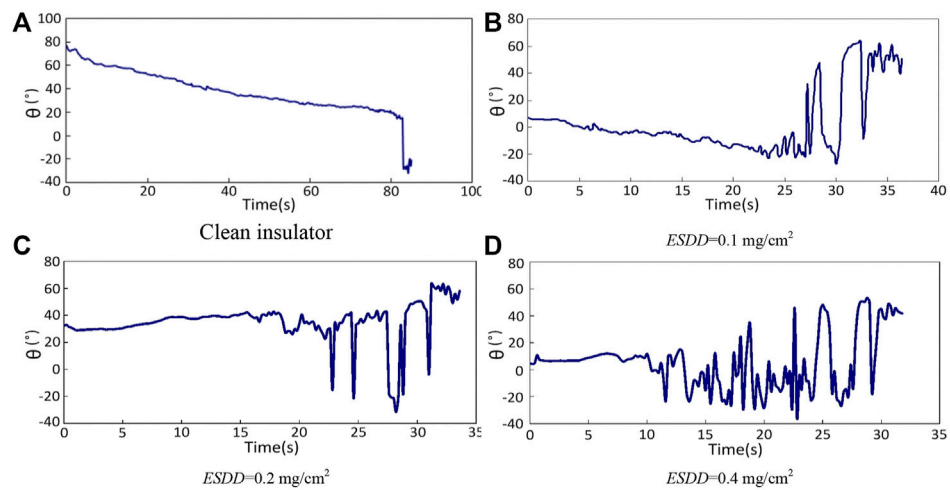 A
100
80
60
40
20
0
-20
-40
θ (°)
0 20 40 60 80 10
Time(s)
Clean insulator
B
80
60
40
20
0
-20
-40
θ (°)
0 5 10 15 20 25 30 35 40
Time(s)
ESDD=0.1 mg/cm²
C
80
60
40
20
0
-20
-40
θ (°)
0 5 10 15 20 25 30 35
Time(s)
ESDD=0.2 mg/cm²
D
80
60
40
20
0
-20
-40
θ (°)
0 5 10 15 20 25 30 35
Time(s)
ESDD=0.4 mg/cm²